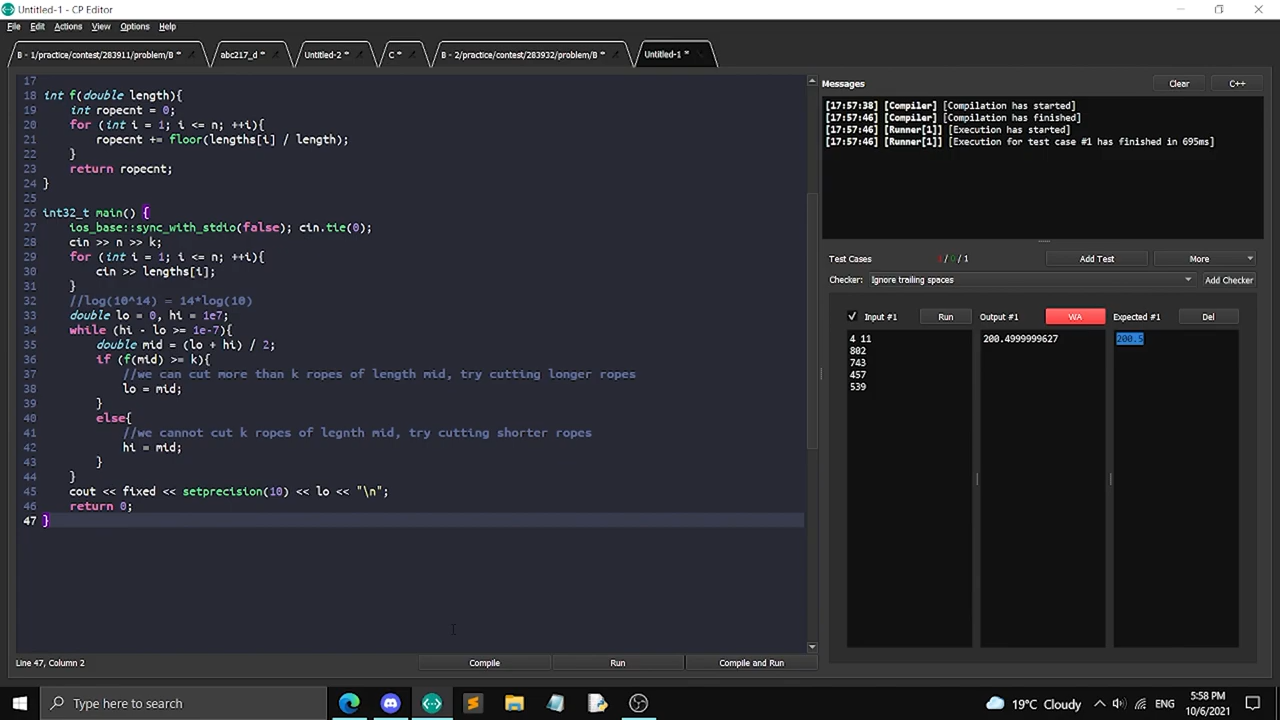 Untitled-1 - CP Editor
File Edit Actions View Options Help
B - 1/practice/contest/283911/problem/B * abc217_d * Untitled-2 * C * B - 2/practice/contest/283932/problem/B * Untitled-1 *
17
18 int f(double length){
19 int ropecnt = 0;
20 for (int i = 1; i <= n; ++i){
21 ropecnt += floor(lengths[i] / length);
22 }
23 return ropecnt;
24 }
25
26 int32_t main() {
27 ios_base::sync_with_stdio(false); cin.tie(0);
28 cin >> n >> k;
29 for (int i = 1; i <= n; ++i){
30 cin >> lengths[i];
31 }
32 //log(10^14) = 14*log(10)
33 double lo = 0, hi = 1e7;
34 while (hi - lo >= 1e-7){
35 double mid = (lo + hi) / 2;
36 if (f(mid) >= k){
37 //we can cut more than k ropes of length mid, try cutting longer ropes
38 lo = mid;
39 }
40 else{
41 //we cannot cut k ropes of legnth mid, try cutting shorter ropes
42 hi = mid;
43 }
44 }
45 cout << fixed << setprecision(10) << lo << "\n";
46 return 0;
47 }
Line 47, Column 2
Compile Run Compile and Run
Messages Clear C++
[17:57:38] [Compiler] [Compilation has started]
[17:57:46] [Compiler] [Compilation has finished]
[17:57:46] [Runner[1]] [Execution has started]
[17:57:46] [Runner[1]] [Execution for test case #1 has finished in 695ms]
Test Cases / 0 / 1 Add Test More
Checker: Ignore trailing spaces Add Checker
Input #1 Run Output #1 WA Expected #1 Del
4 11
802
743
457
539
200.4999999627
200.5
Type here to search
19°C Cloudy ENG 5:58 PM
10/6/2021